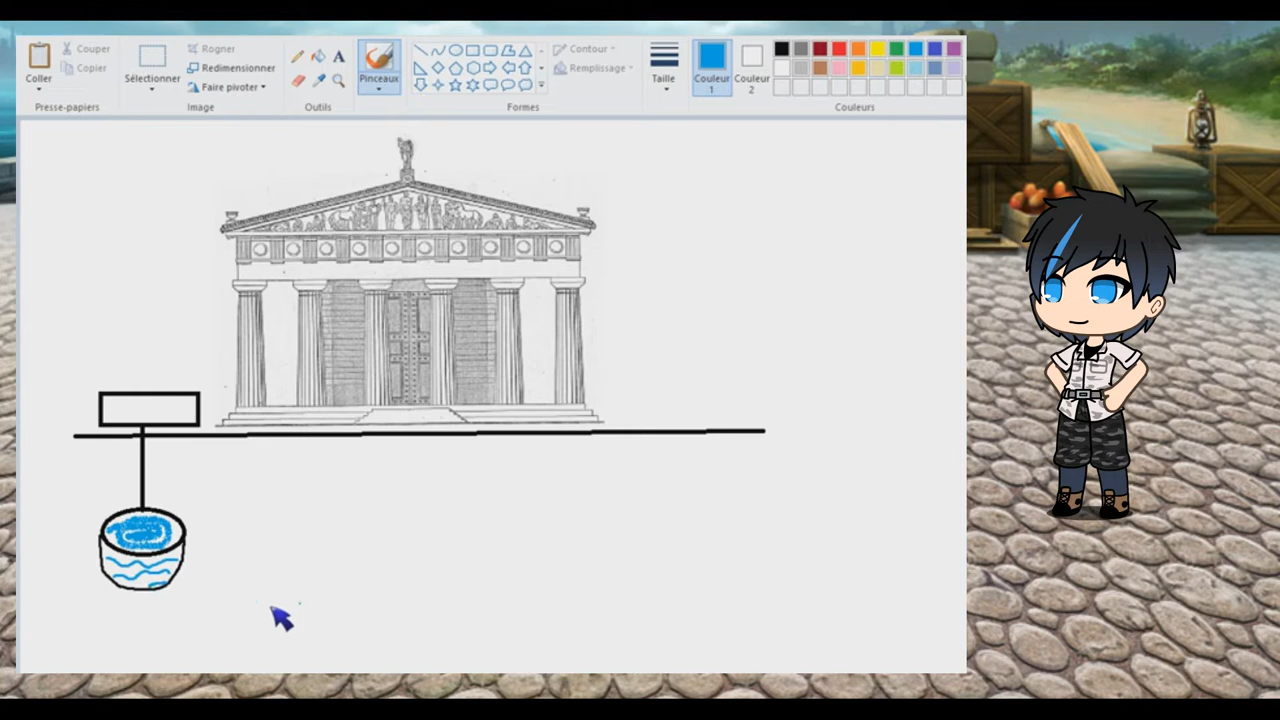 Couper
Rogner
Contour
Copier
Redimensionner
Remplissage
Coller
Sélectionner
Faire pivoter
Pinceaux
Taille
Couleur
1
Couleur
2
A
Presse-papiers
Image
Outils
Formes
Couleurs